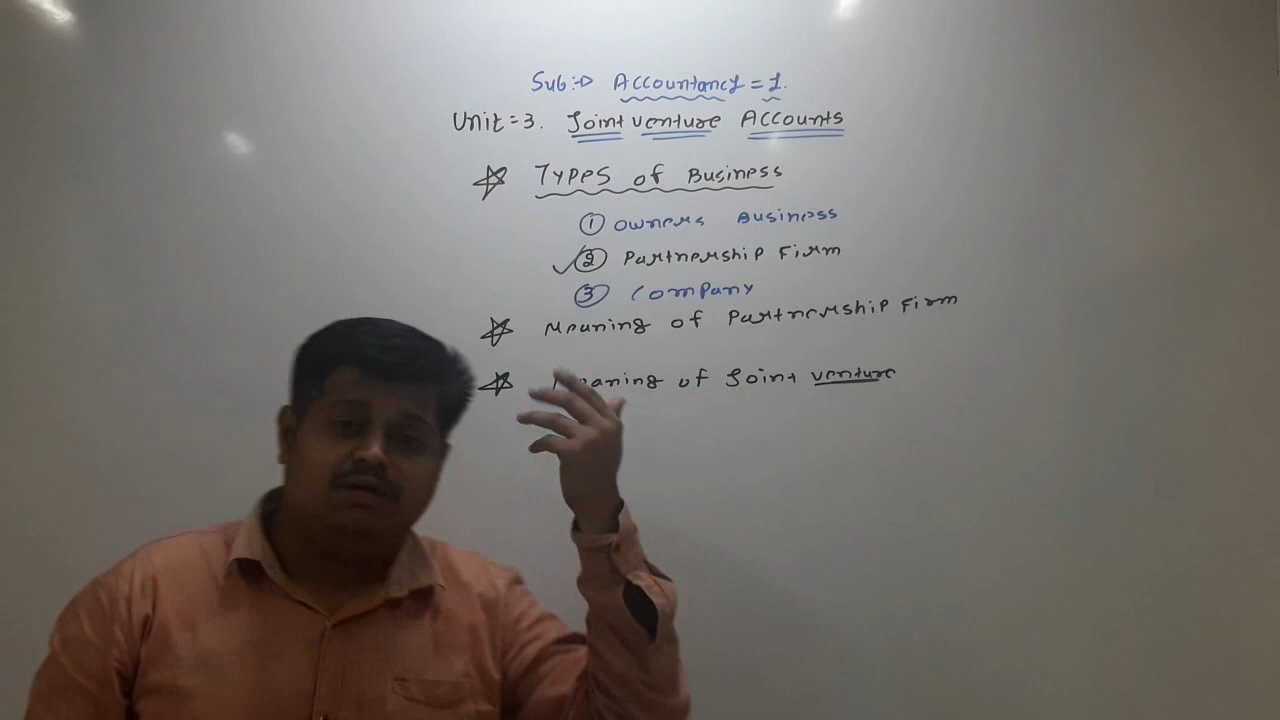 Sub:⇒ Accountancy = 1.
Unit = 3. Joint venture Accounts
☆ Types of Business
① Owners Business
✓② Partnership Firm
③ Company
☆ Meaning of Partnership Firm
☆ Meaning of Joint venture